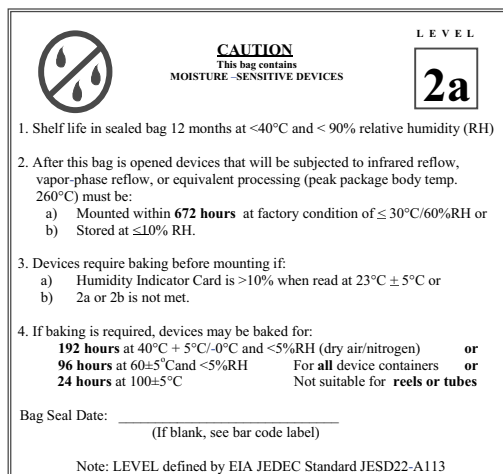 L E V E L
CAUTION
This bag contains
MOISTURE –SENSITIVE DEVICES
2a
1. Shelf life in sealed bag 12 months at <40°C and < 90% relative humidity (RH)
2. After this bag is opened devices that will be subjected to infrared reflow,
vapor-phase reflow, or equivalent processing (peak package body temp.
260°C) must be:
a) Mounted within 672 hours at factory condition of ≤ 30°C/60%RH or
b) Stored at ≤10% RH.
3. Devices require baking before mounting if:
a) Humidity Indicator Card is >10% when read at 23°C ± 5°C or
b) 2a or 2b is not met.
4. If baking is required, devices may be baked for:
192 hours at 40°C + 5°C/-0°C and <5%RH (dry air/nitrogen) or
96 hours at 60±5°Cand <5%RH For all device containers or
24 hours at 100±5°C Not suitable for reels or tubes
Bag Seal Date: ________________________________
(If blank, see bar code label)
Note: LEVEL defined by EIA JEDEC Standard JESD22-A113